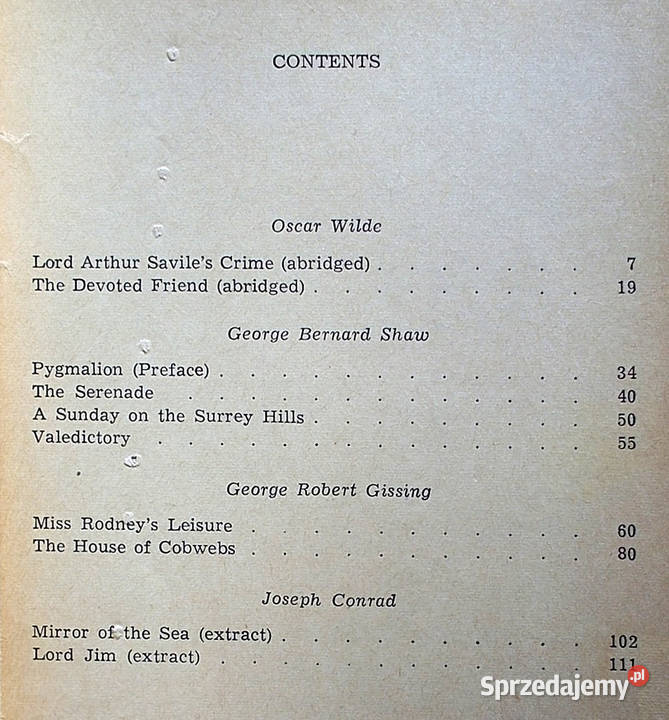 CONTENTS
Oscar Wilde
Lord Arthur Savile's Crime (abridged) . . . . . . . 7
The Devoted Friend (abridged) . . . . . . . . . 19
George Bernard Shaw
Pygmalion (Preface) . . . . . . . . . . . . 34
The Serenade . . . . . . . . . . . . . 40
A Sunday on the Surrey Hills . . . . . . . . . 50
Valedictory . . . . . . . . . . . . . . 55
George Robert Gissing
Miss Rodney's Leisure . . . . . . . . . . . 60
The House of Cobwebs . . . . . . . . . . . 80
Joseph Conrad
Mirror of the Sea (extract) . . . . . . . . . . 102
Lord Jim (extract) . . . . . . . . . . . . 111
Sprzedajemy.pl